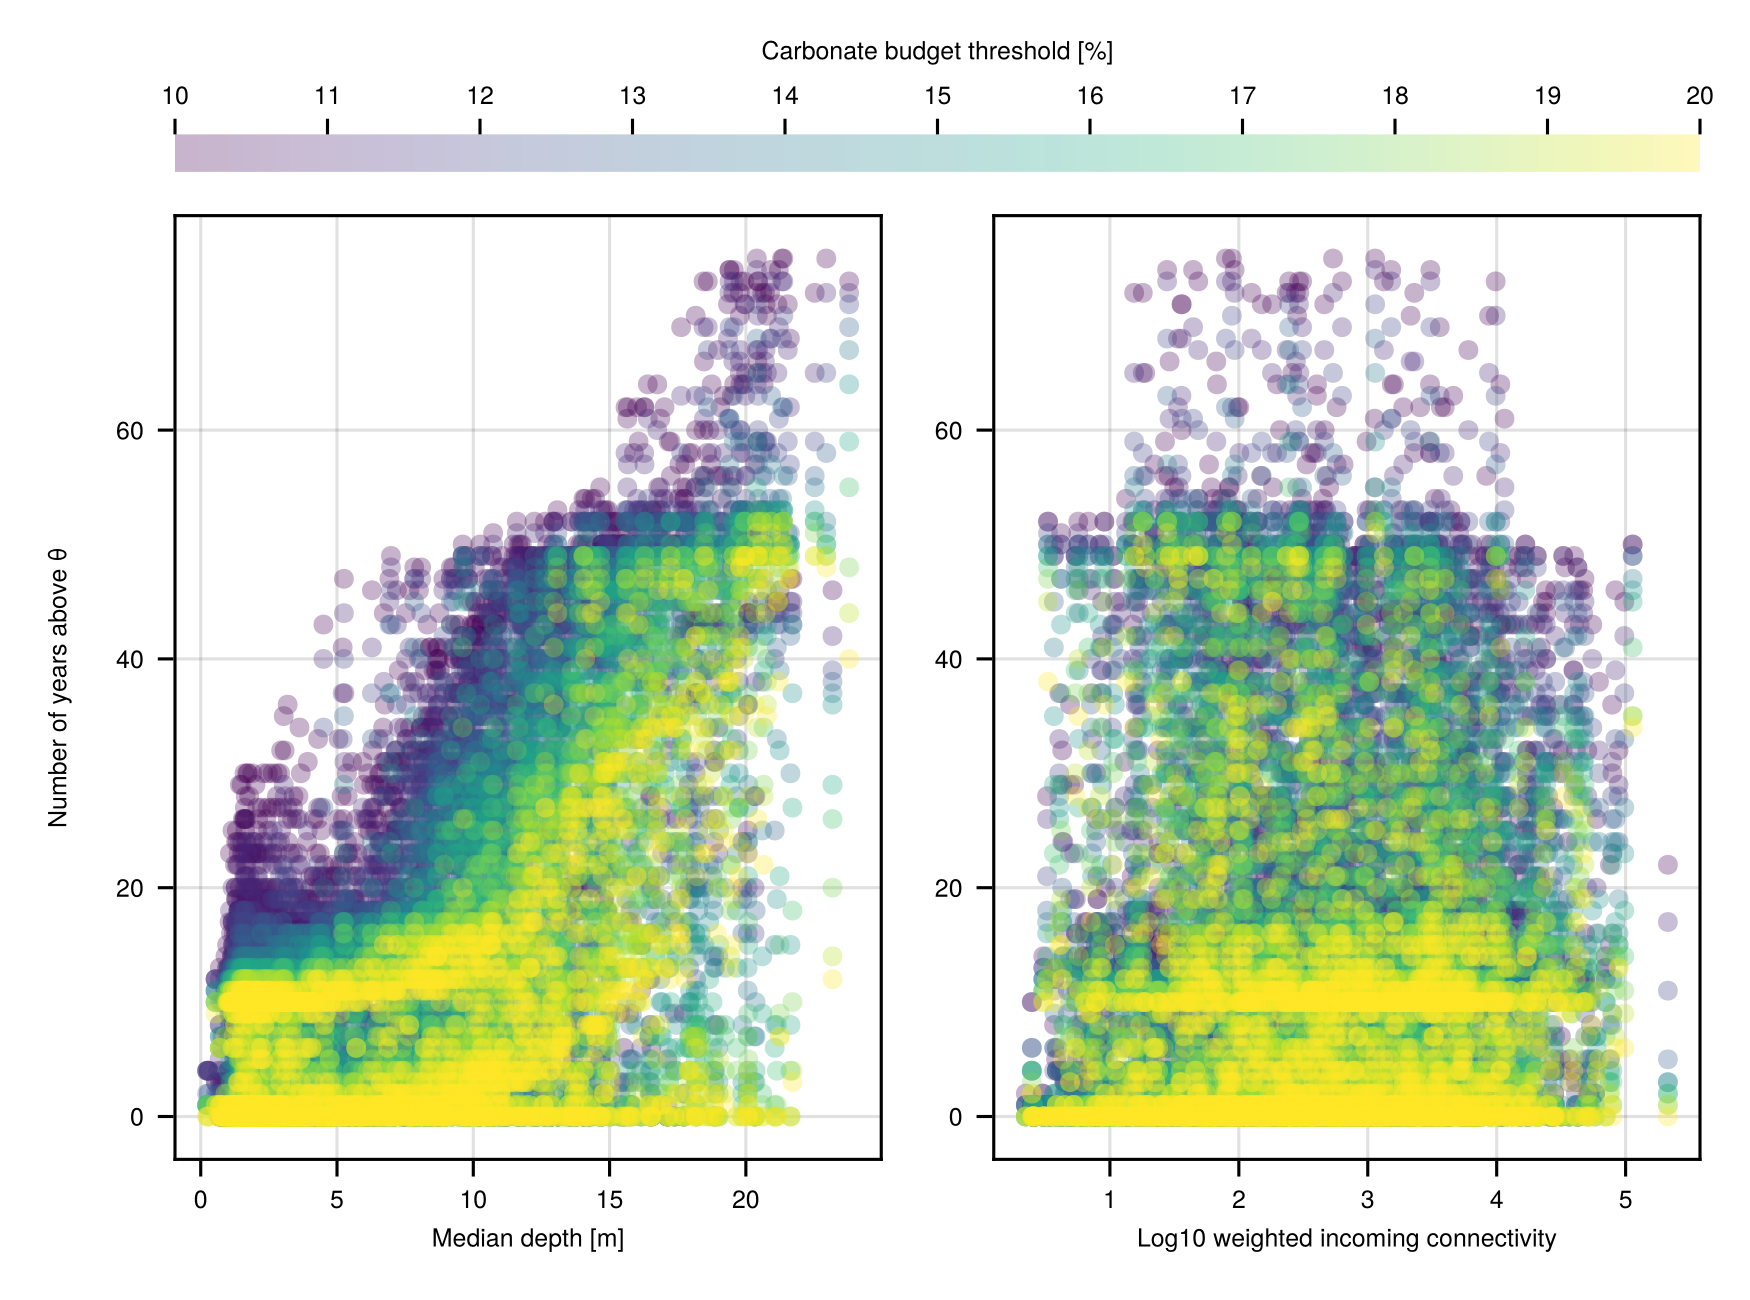 Carbonate budget threshold [%]
10 11 12 13 14 15 16 17 18 19 20
Number of years above θ
60
40
20
0
0 5 10 15 20
Median depth [m]
60
40
20
0
1 2 3 4 5
Log10 weighted incoming connectivity